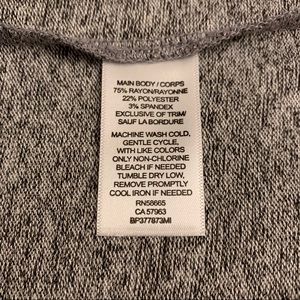 MAIN BODY / CORPS
75% RAYON/RAYONNE
22% POLYESTER
3% SPANDEX
EXCLUSIVE OF TRIM/
SAUF LA BORDURE
MACHINE WASH COLD,
GENTLE CYCLE,
WITH LIKE COLORS
ONLY NON-CHLORINE
BLEACH IF NEEDED
TUMBLE DRY LOW,
REMOVE PROMPTLY
COOL IRON IF NEEDED
RN58665
CA 57963
BP377873MI